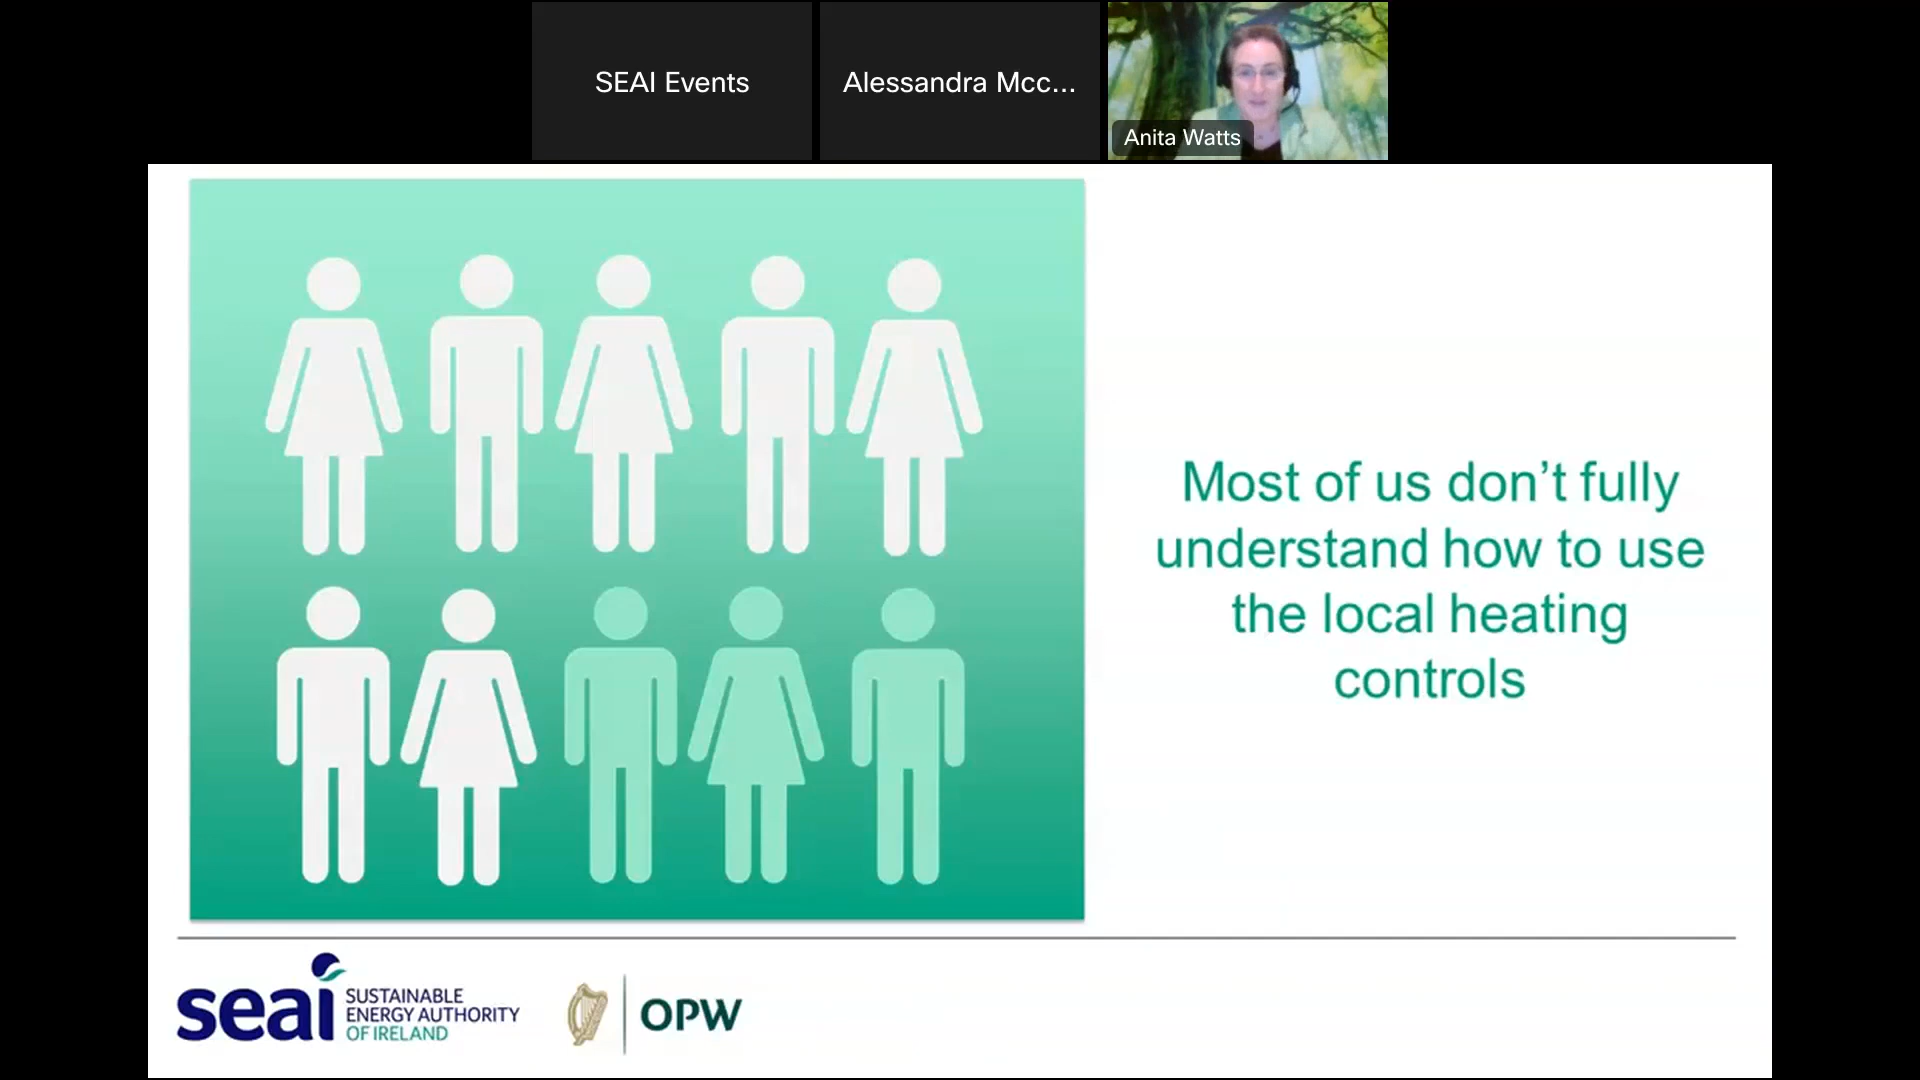 SEAI Events
Alessandra Mcc...
Anita Watts
Most of us don’t fully
understand how to use
the local heating
controls
seai
SUSTAINABLE
ENERGY AUTHORITY
OF IRELAND
OPW